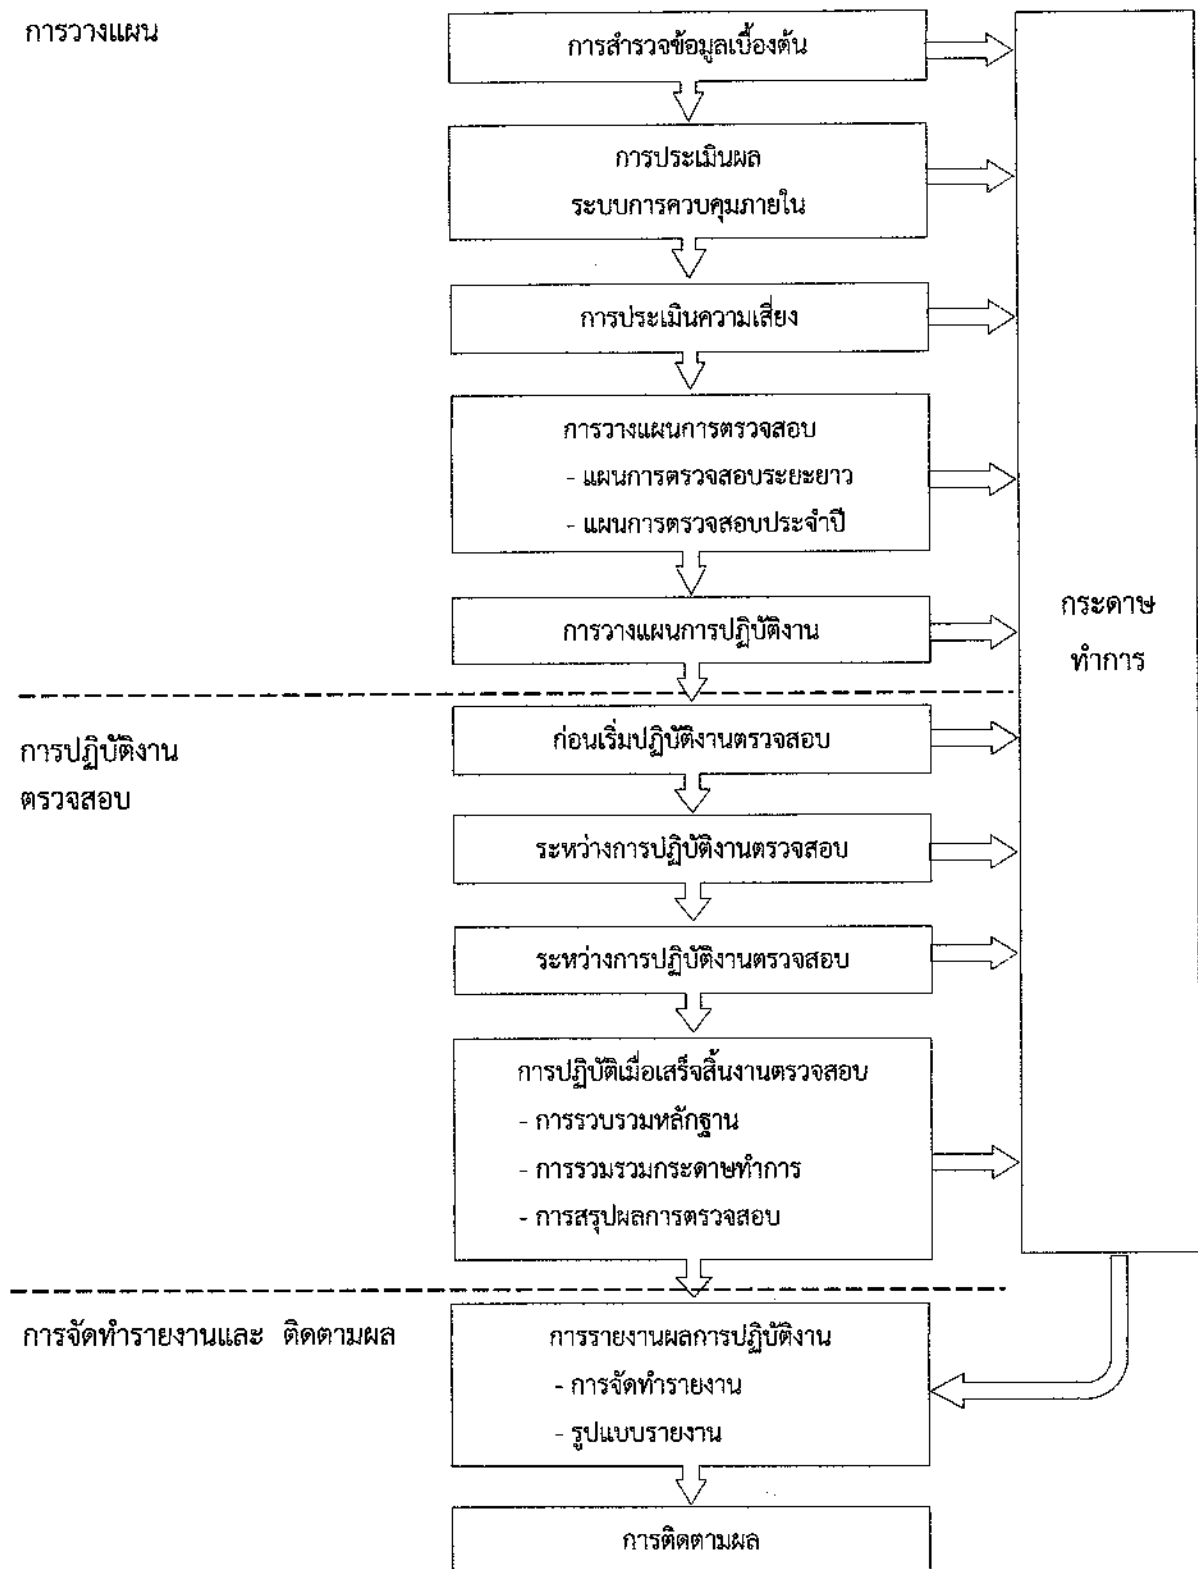 การวางแผน
การสำรวจข้อมูลเบื้องต้น
การประเมินผล
ระบบการควบคุมภายใน
การประเมินความเสี่ยง
การวางแผนการตรวจสอบ
- แผนการตรวจสอบระยะยาว
- แผนการตรวจสอบประจำปี
การวางแผนการปฏิบัติงาน
กระดาษ
ทำการ
การปฏิบัติงาน
ตรวจสอบ
ก่อนเริ่มปฏิบัติงานตรวจสอบ
ระหว่างการปฏิบัติงานตรวจสอบ
ระหว่างการปฏิบัติงานตรวจสอบ
การปฏิบัติเมื่อเสร็จสิ้นงานตรวจสอบ
- การรวบรวมหลักฐาน
- การรวมรวมกระดาษทำการ
- การสรุปผลการตรวจสอบ
การจัดทำรายงานและ ติดตามผล
การรายงานผลการปฏิบัติงาน
- การจัดทำรายงาน
- รูปแบบรายงาน
การติดตามผล